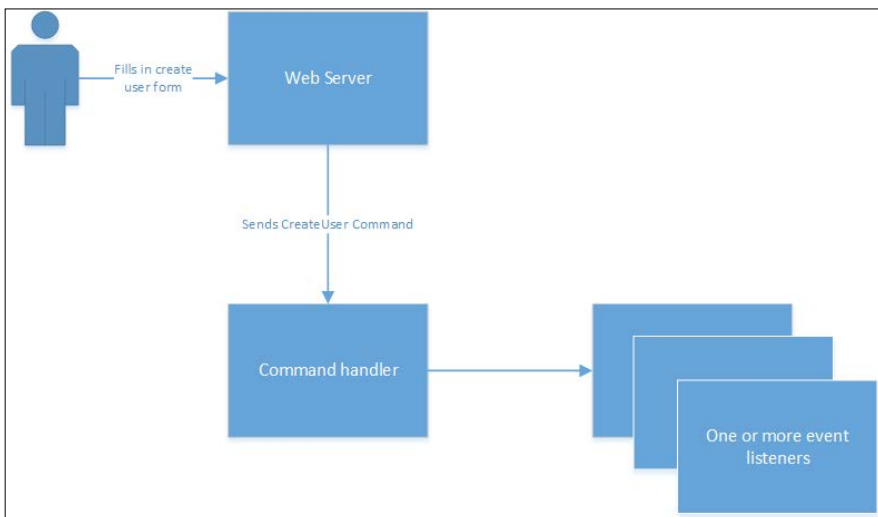 Fills in create
user form
Web Server
Sends CreateUser Command
Command handler
One or more event
listeners